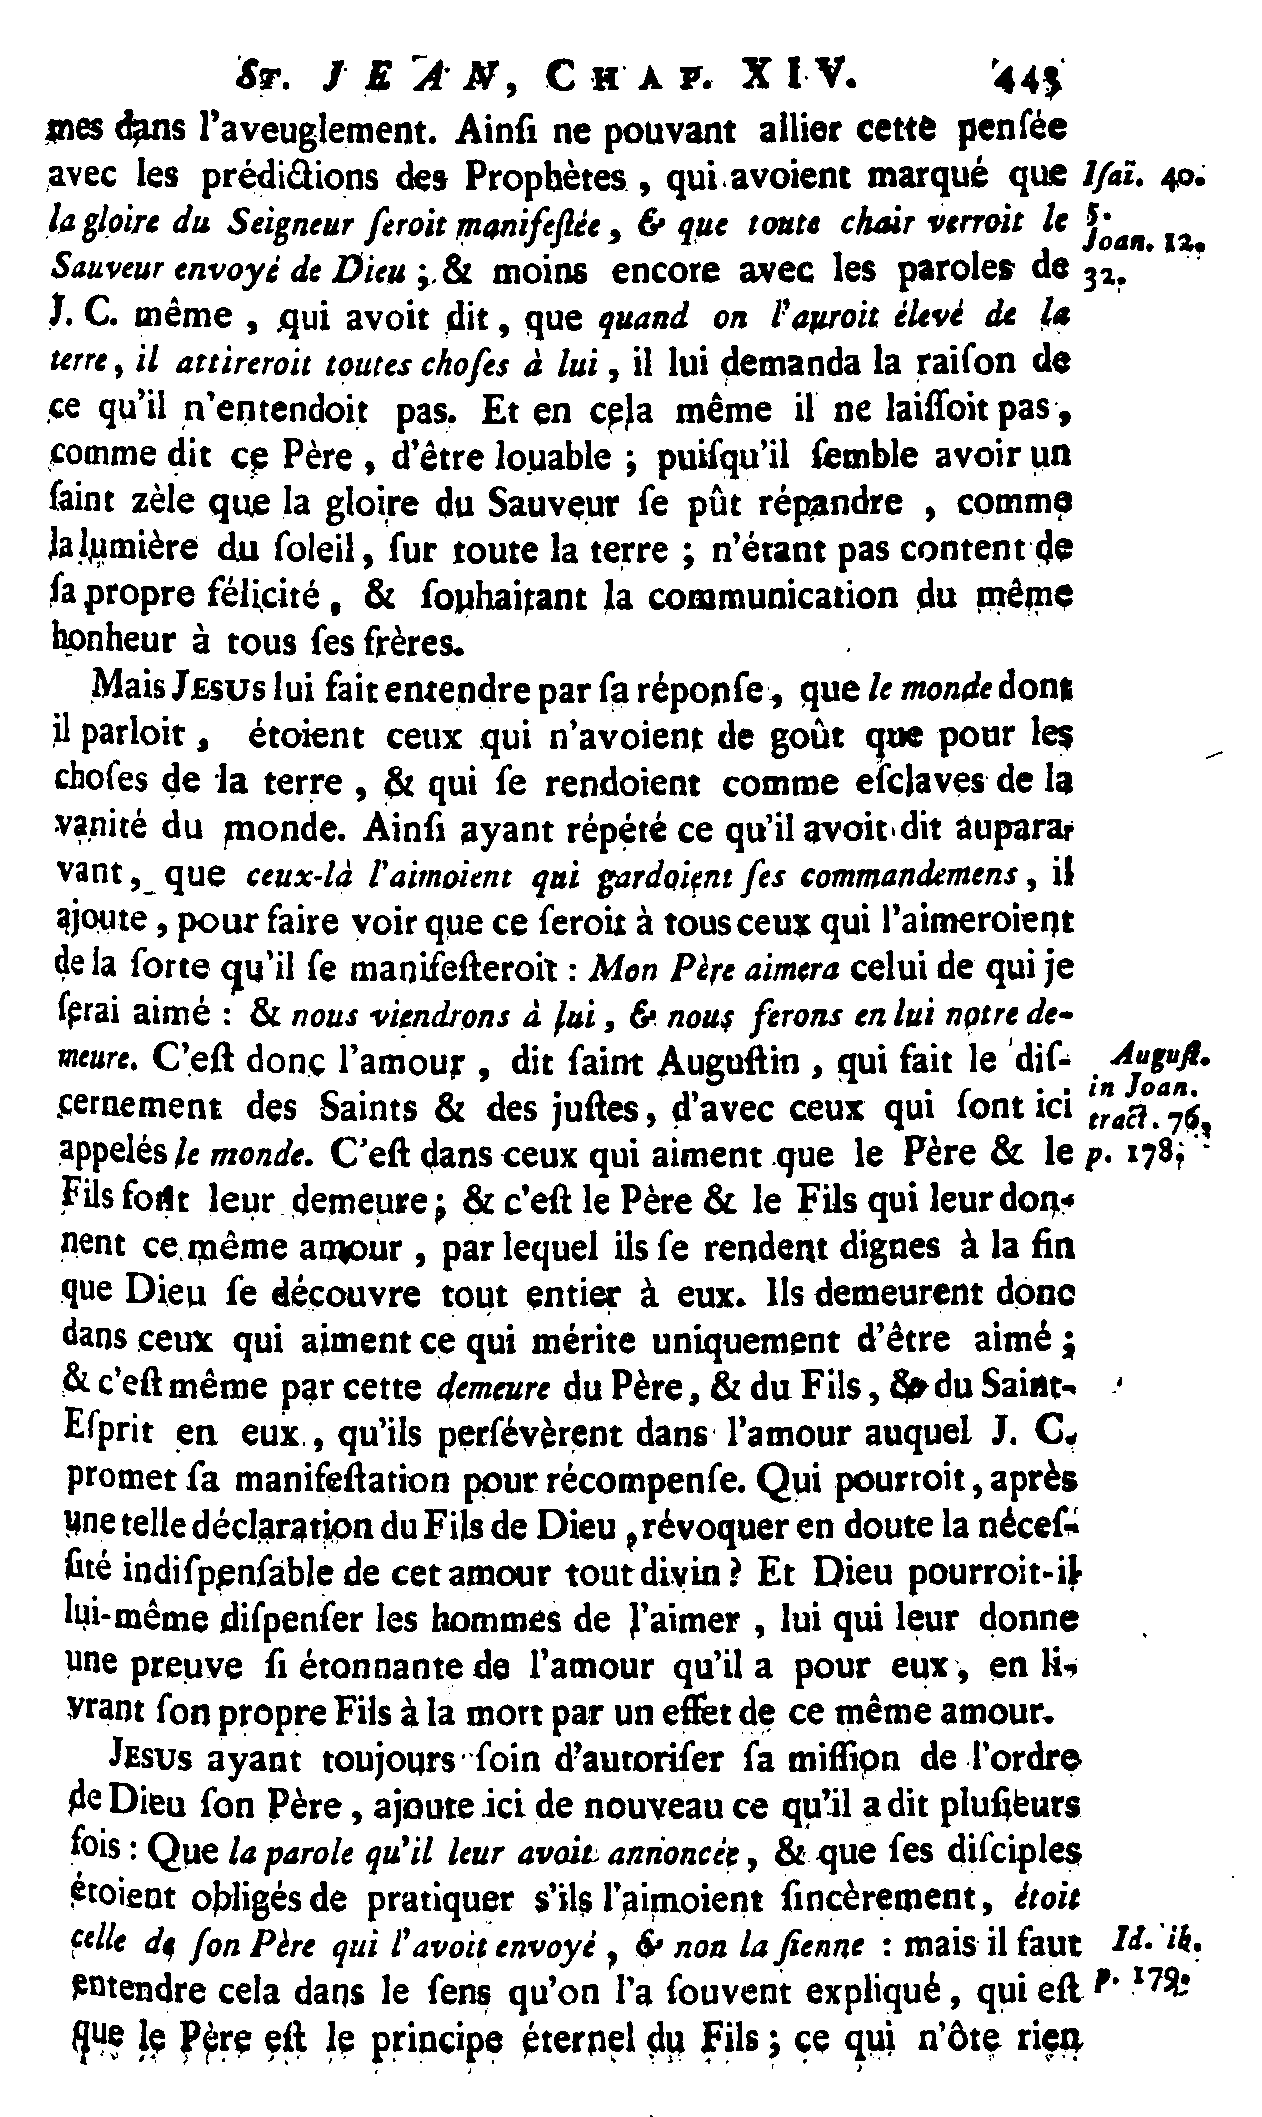 ST. JEAN, CHAP. XIV. 445
mes dans l'aveuglement. Ainſi ne pouvant allier cette penſée
avec les prédictions des Prophètes, qui avoient marqué que
la gloire du Seigneur ſeroit manifeſtée, & que toute chair verroit le
Sauveur envoyé de Dieu; & moins encore avec les paroles de
J. C. même, qui avoit dit, que quand on l'auroit élevé de la
terre, il attireroit toutes choſes à lui, il lui demanda la raiſon de
ce qu'il n'entendoit pas. Et en cela même il ne laiſſoit pas,
comme dit ce Père, d'être louable; puiſqu'il ſemble avoir un
ſaint zèle que la gloire du Sauveur ſe pût répandre, comme
la lumière du ſoleil, ſur toute la terre; n'étant pas content de
ſa propre félicité, & ſouhaitant la communication du même
bonheur à tous ſes frères.
Mais JESUS lui fait entendre par ſa réponſe, que le monde dont
il parloit, étoient ceux qui n'avoient de goût que pour les
choſes de la terre, & qui ſe rendoient comme eſclaves de la
vanité du monde. Ainſi ayant répété ce qu'il avoit dit aupara-
vant, que ceux-là l'aimoient qui gardoient ſes commandemens, il
ajoute, pour faire voir que ce ſeroit à tous ceux qui l'aimeroient
de la ſorte qu'il ſe manifeſteroit : Mon Père aimera celui de qui je
ſerai aimé : & nous viendrons à lui, & nous ferons en lui notre de-
meure. C'eſt donc l'amour, dit ſaint Auguſtin, qui fait le diſ-
cernement des Saints & des juſtes, d'avec ceux qui ſont ici
appelés le monde. C'eſt dans ceux qui aiment que le Père & le
Fils font leur demeure; & c'eſt le Père & le Fils qui leur don-
nent ce même amour, par lequel ils ſe rendent dignes à la fin
que Dieu ſe découvre tout entier à eux. Ils demeurent donc
dans ceux qui aiment ce qui mérite uniquement d'être aimé;
& c'eſt même par cette demeure du Père, & du Fils, & du Saint-
Eſprit en eux, qu'ils perſévèrent dans l'amour auquel J. C.
promet ſa manifeſtation pour récompenſe. Qui pourroit, après
une telle déclaration du Fils de Dieu, révoquer en doute la néceſ-
ſité indiſpenſable de cet amour tout divin? Et Dieu pourroit-il
lui-même diſpenſer les hommes de l'aimer, lui qui leur donne
une preuve ſi étonnante de l'amour qu'il a pour eux, en li-
vrant ſon propre Fils à la mort par un effet de ce même amour.
JESUS ayant toujours ſoin d'autoriſer ſa miſſion de l'ordre
de Dieu ſon Père, ajoute ici de nouveau ce qu'il a dit pluſieurs
fois : Que la parole qu'il leur avoit annoncée, & que ſes diſciples
étoient obligés de pratiquer s'ils l'aimoient ſincèrement, étoit
celle de ſon Père qui l'avoit envoyé, & non la ſienne : mais il faut
entendre cela dans le ſens qu'on l'a ſouvent expliqué, qui eſt
que le Père eſt le principe éternel du Fils; ce qui n'ôte rien
Iſaï. 40.
5.
Joan. 12.
32.
Auguſt.
in Joan.
tract. 76,
p. 178.
Id. ib.
p. 179.